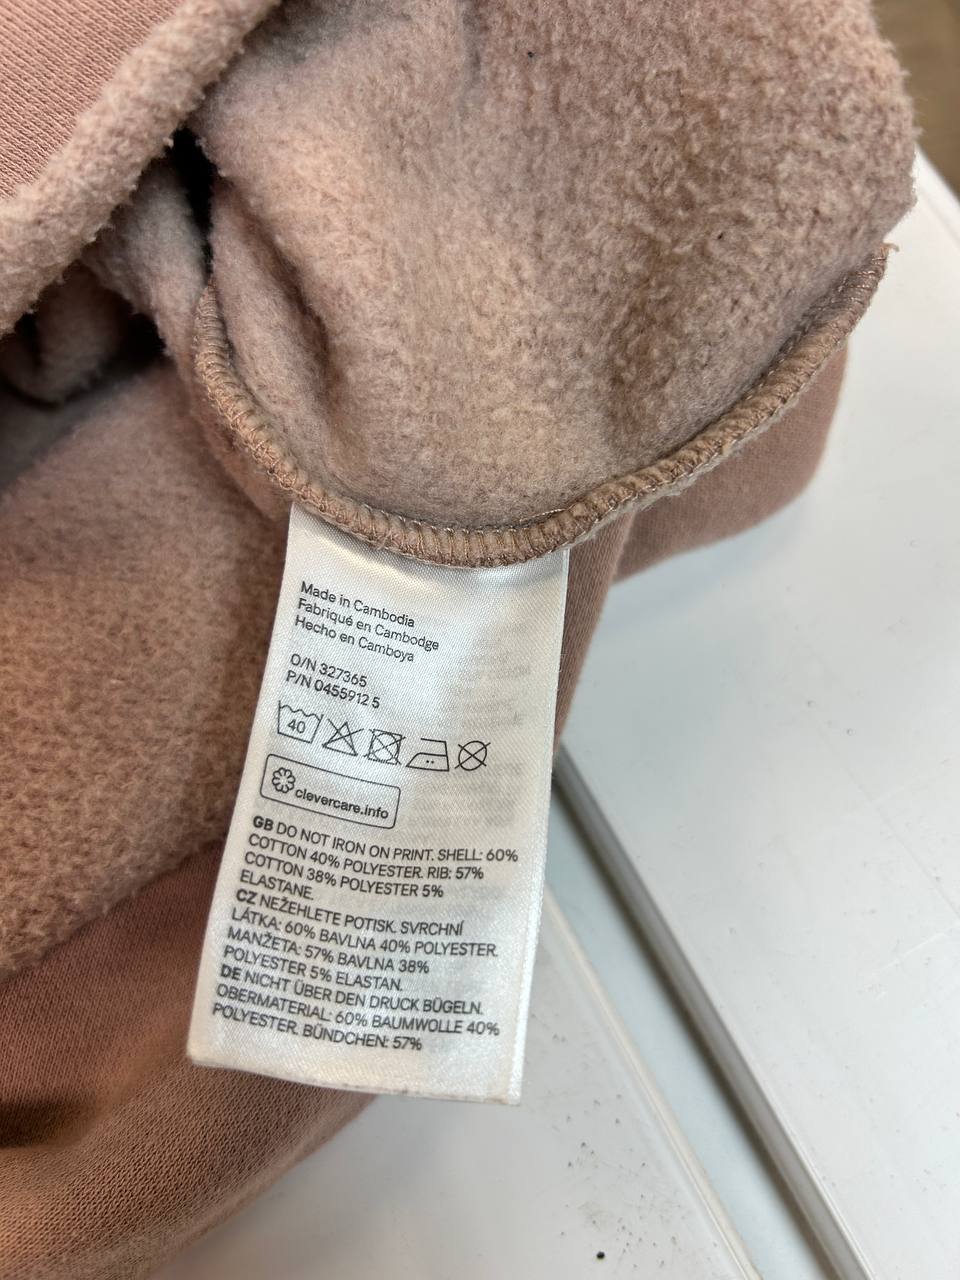 Made in Cambodia
Fabriqué en Cambodge
Hecho en Camboya
O/N 327365
P/N 0455912 5
40
clevercare.info
GB DO NOT IRON ON PRINT. SHELL: 60%
COTTON 40% POLYESTER. RIB: 57%
COTTON 38% POLYESTER 5%
ELASTANE.
CZ NEŽEHLETE POTISK. SVRCHNÍ
LÁTKA: 60% BAVLNA 40% POLYESTER.
MANŽETA: 57% BAVLNA 38%
POLYESTER 5% ELASTAN.
DE NICHT ÜBER DEN DRUCK BÜGELN.
OBERMATERIAL: 60% BAUMWOLLE 40%
POLYESTER. BÜNDCHEN: 57%